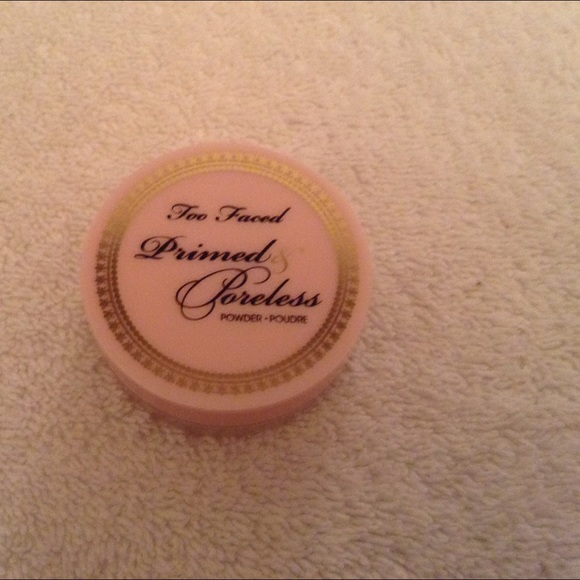 Too Faced
Primed &
Poreless
POWDER • POUDRE